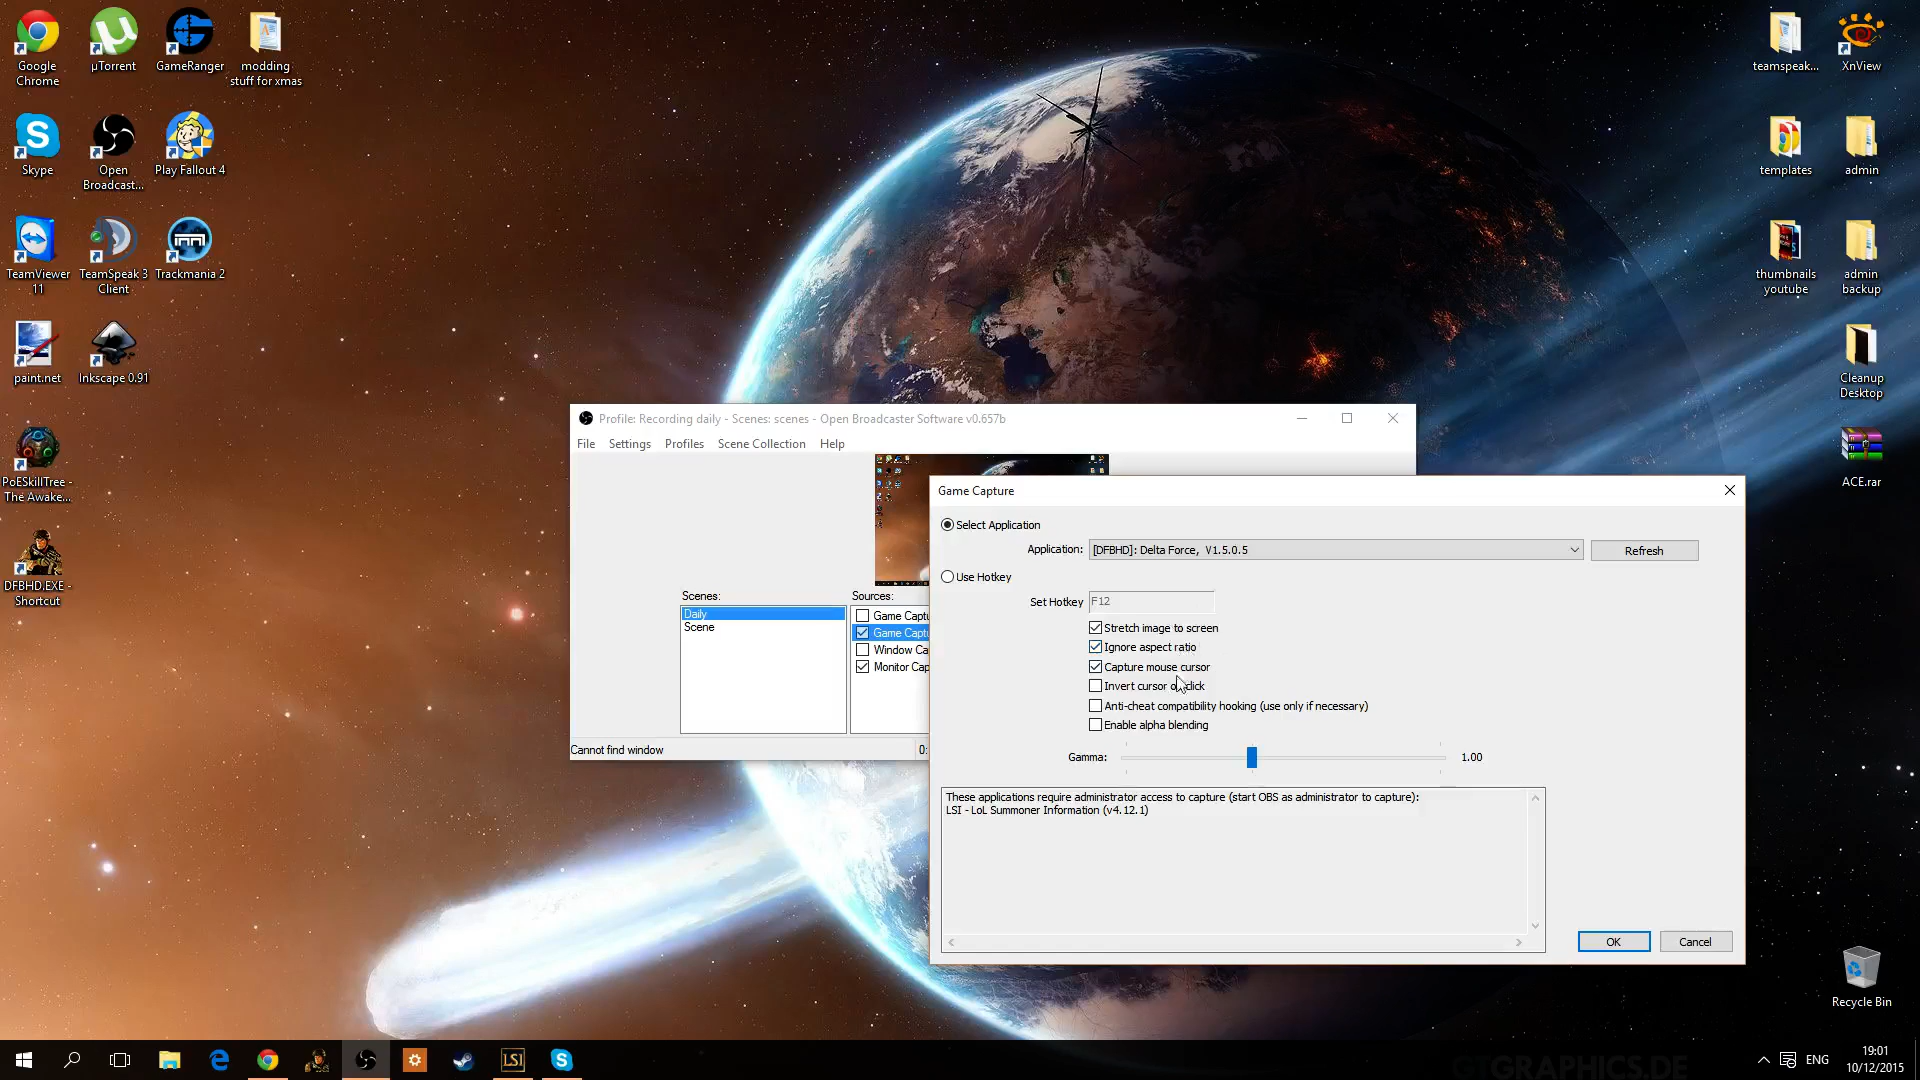 Google
Chrome
µTorrent
GameRanger
modding
stuff for xmas
Skype
Open
Broadcast...
Play Fallout 4
TeamViewer
11
TeamSpeak 3
Client
Trackmania 2
paint.net
Inkscape 0.91
PoESkillTree -
The Awake...
DFBHD.EXE -
Shortcut
teamspeak...
XnView
templates
admin
thumbnails
youtube
admin
backup
Cleanup
Desktop
ACE.rar
Recycle Bin
Profile: Recording daily - Scenes: scenes - Open Broadcaster Software v0.657b
File Settings Profiles Scene Collection Help
Scenes:
Daily
Scene
Sources:
Game Captu
Game Captu
Window Ca
Monitor Cap
Cannot find window
0:
Game Capture
Select Application
Application: [DFBHD]: Delta Force, V1.5.0.5
Refresh
Use Hotkey
Set Hotkey F12
Stretch image to screen
Ignore aspect ratio
Capture mouse cursor
Invert cursor on click
Anti-cheat compatibility hooking (use only if necessary)
Enable alpha blending
Gamma: 1.00
These applications require administrator access to capture (start OBS as administrator to capture):
LSI - LoL Summoner Information (v4.12.1)
OK Cancel
LSI
GTGRAPHICS.DE
ENG
19:01
10/12/2015